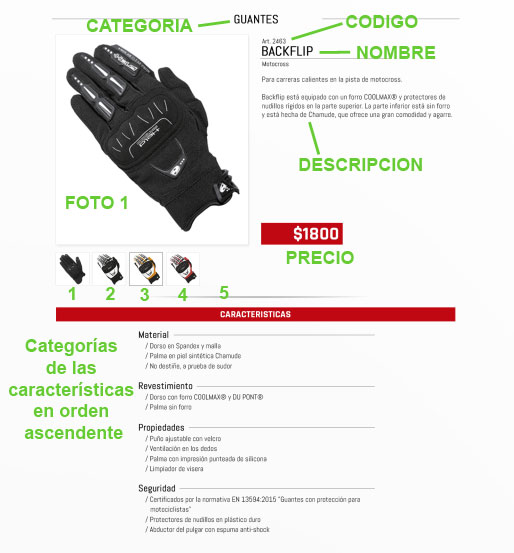 CATEGORIA
GUANTES
CODIGO
Art. 2463
BACKFLIP
NOMBRE
Motocross
Para carreras calientes en la pista de motocross.
Backflip está equipado con un forro COOLMAX® y protectores de
nudillos rígidos en la parte superior. La parte inferior está sin forro
y está hecha de Chamude, que ofrece una gran comodidad y agarre.
DESCRIPCION
FOTO 1
$1800
PRECIO
1
2
3
4
5
CARACTERISTICAS
Categorías
de las
características
en orden
ascendente
Material
/ Dorso en Spandex y malla
/ Palma en piel sintética Chamude
/ No destiñe, a prueba de sudor
Revestimiento
/ Dorso con forro COOLMAX® y DU PONT®
/ Palma sin forro
Propiedades
/ Puño ajustable con velcro
/ Ventilación en los dedos
/ Palma con impresión punteada de silicona
/ Limpiador de visera
Seguridad
/ Certificados por la normativa EN 13594:2015 "Guantes con protección para
motociclistas"
/ Protectores de nudillos en plástico duro
/ Abductor del pulgar con espuma anti-shock